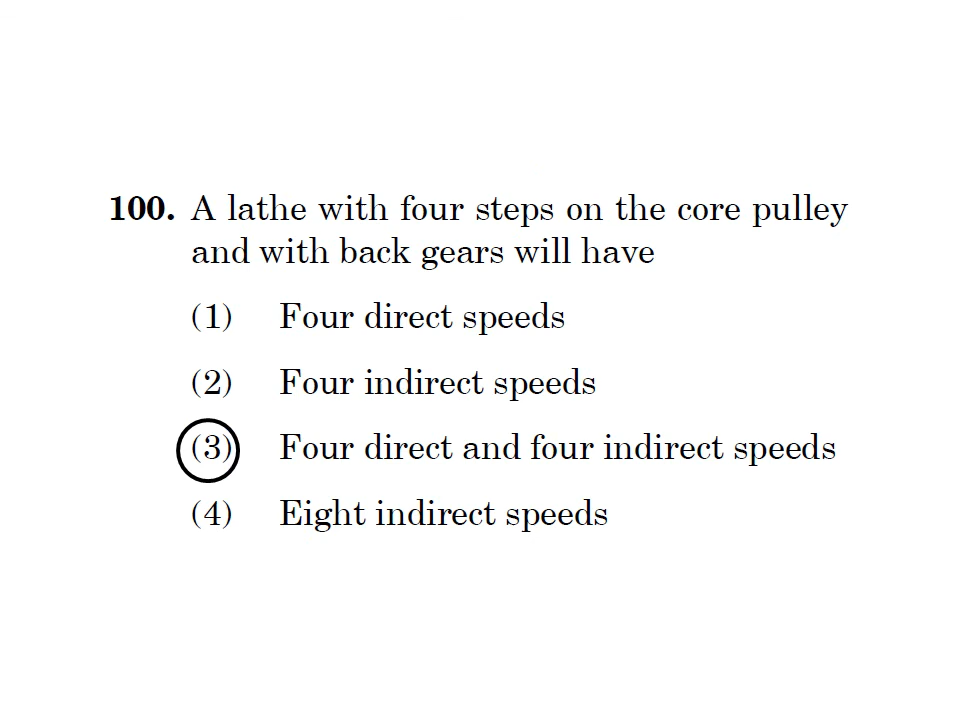 100. A lathe with four steps on the core pulley
and with back gears will have
(1) Four direct speeds
(2) Four indirect speeds
(3) Four direct and four indirect speeds
(4) Eight indirect speeds